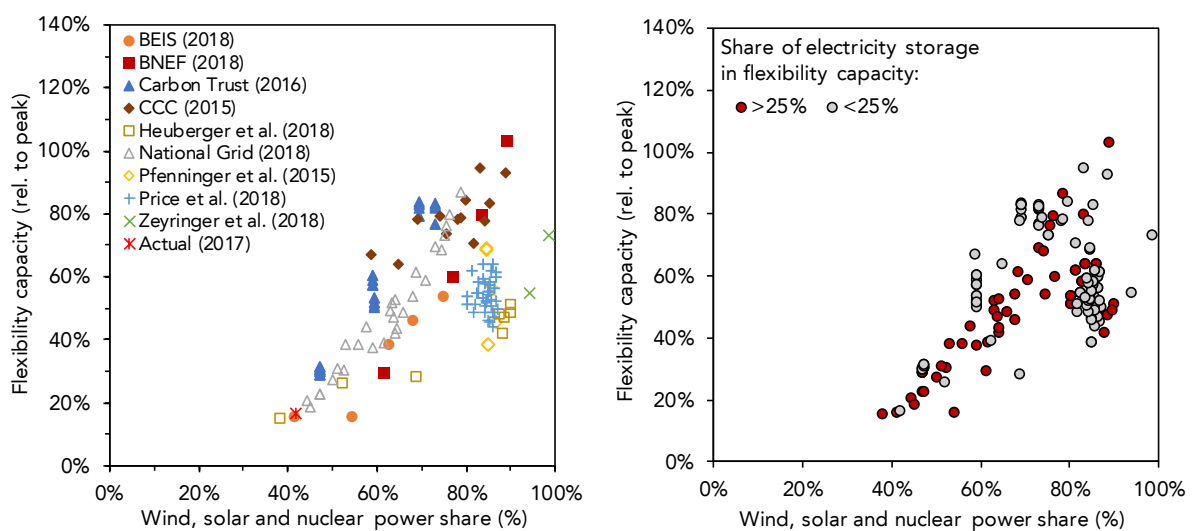 140%
120%
100%
80%
60%
40%
20%
0%
Flexibility capacity (rel. to peak)
BEIS (2018)
BNEF (2018)
Carbon Trust (2016)
CCC (2015)
Heuberger et al. (2018)
National Grid (2018)
Pfenninger et al. (2015)
Price et al. (2018)
Zeyringer et al. (2018)
Actual (2017)
0% 20% 40% 60% 80% 100%
Wind, solar and nuclear power share (%)
140%
120%
100%
80%
60%
40%
20%
0%
Flexibility capacity (rel. to peak)
Share of electricity storage
in flexibility capacity:
>25% <25%
0% 20% 40% 60% 80% 100%
Wind, solar and nuclear power share (%)